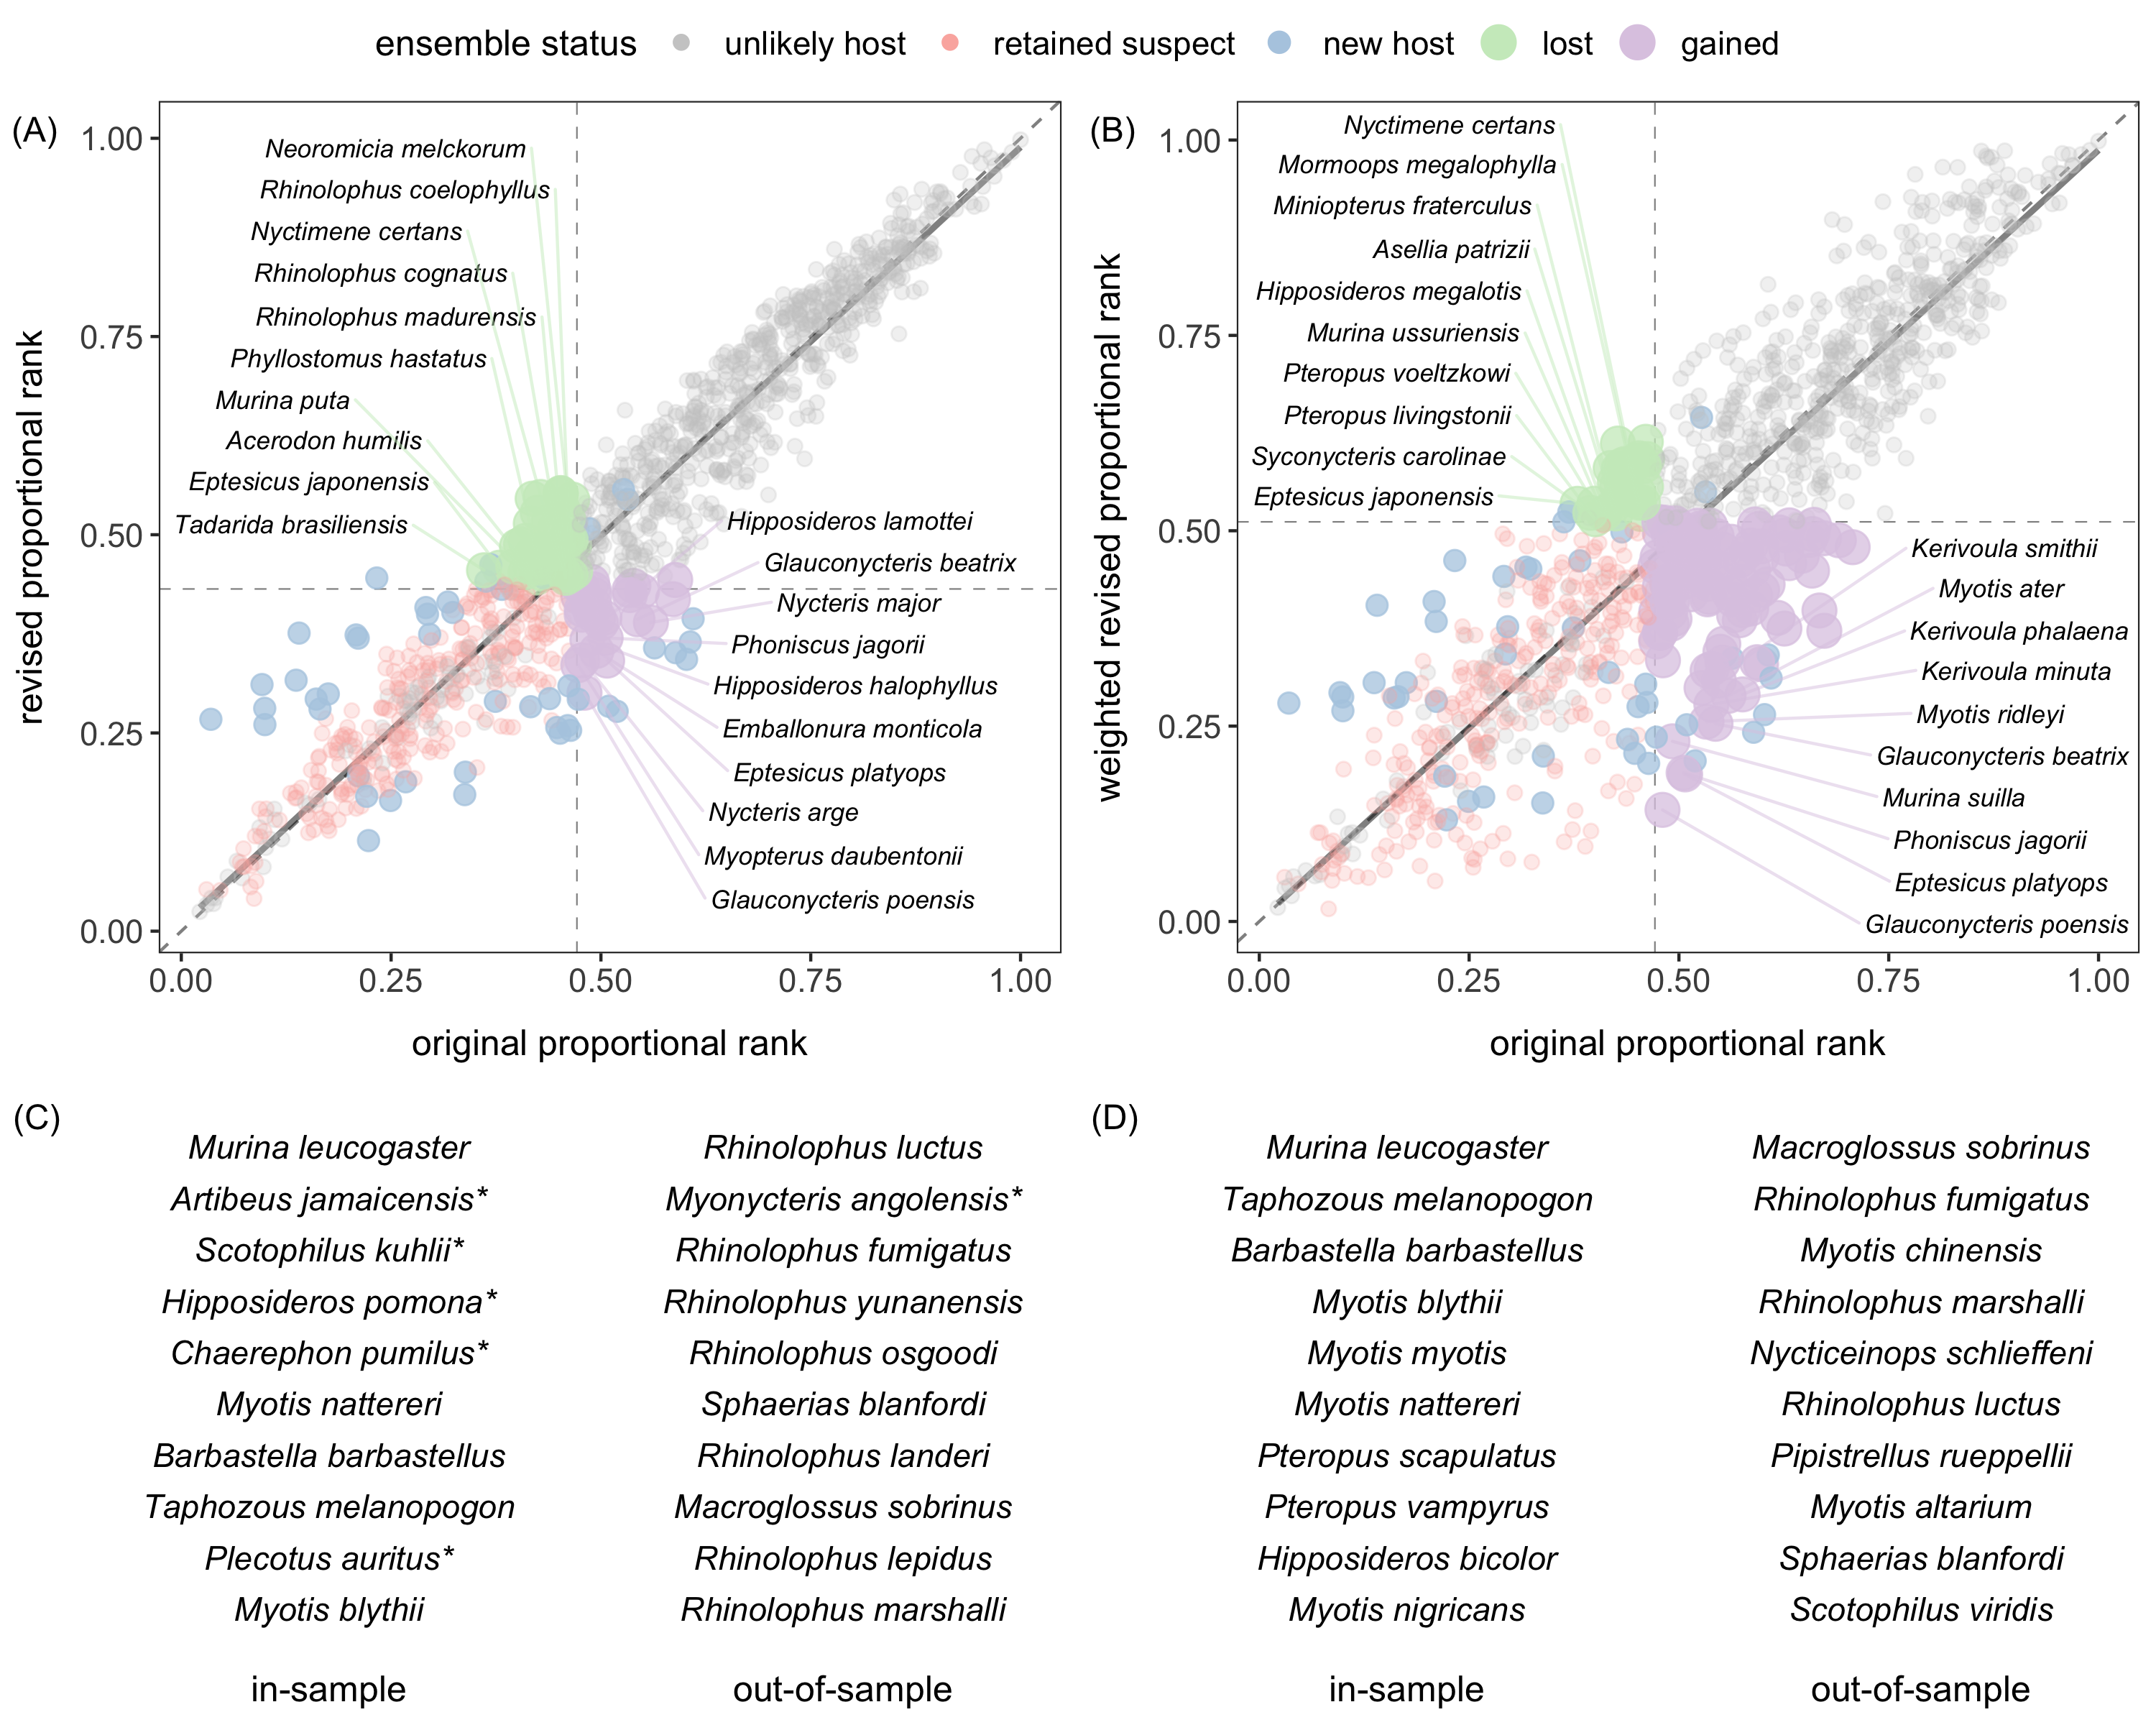 ensemble status unlikely host retained suspect new host lost gained
(A)
revised proportional rank
1.00
0.75
0.50
0.25
0.00
Neoromicia melckorum
Rhinolophus coelophyllus
Nyctimene certans
Rhinolophus cognatus
Rhinolophus madurensis
Phyllostomus hastatus
Murina puta
Acerodon humilis
Eptesicus japonensis
Tadarida brasiliensis
Hipposideros lamottei
Glauconycteris beatrix
Nycteris major
Phoniscus jagorii
Hipposideros halophyllus
Emballonura monticola
Eptesicus platyops
Nycteris arge
Myopterus daubentonii
Glauconycteris poensis
0.00 0.25 0.50 0.75 1.00
original proportional rank
(B)
weighted revised proportional rank
1.00
0.75
0.50
0.25
0.00
Nyctimene certans
Mormoops megalophylla
Miniopterus fraterculus
Asellia patrizii
Hipposideros megalotis
Murina ussuriensis
Pteropus voeltzkowi
Pteropus livingstonii
Syconycteris carolinae
Eptesicus japonensis
Kerivoula smithii
Myotis ater
Kerivoula phalaena
Kerivoula minuta
Myotis ridleyi
Glauconycteris beatrix
Murina suilla
Phoniscus jagorii
Eptesicus platyops
Glauconycteris poensis
0.00 0.25 0.50 0.75 1.00
original proportional rank
(C)
Murina leucogaster
Artibeus jamaicensis*
Scotophilus kuhlii*
Hipposideros pomona*
Chaerephon pumilus*
Myotis nattereri
Barbastella barbastellus
Taphozous melanopogon
Plecotus auritus*
Myotis blythii
in-sample
Rhinolophus luctus
Myonycteris angolensis*
Rhinolophus fumigatus
Rhinolophus yunanensis
Rhinolophus osgoodi
Sphaerias blanfordi
Rhinolophus landeri
Macroglossus sobrinus
Rhinolophus lepidus
Rhinolophus marshalli
out-of-sample
(D)
Murina leucogaster
Taphozous melanopogon
Barbastella barbastellus
Myotis blythii
Myotis myotis
Myotis nattereri
Pteropus scapulatus
Pteropus vampyrus
Hipposideros bicolor
Myotis nigricans
in-sample
Macroglossus sobrinus
Rhinolophus fumigatus
Myotis chinensis
Rhinolophus marshalli
Nycticeinops schlieffeni
Rhinolophus luctus
Pipistrellus rueppellii
Myotis altarium
Sphaerias blanfordi
Scotophilus viridis
out-of-sample